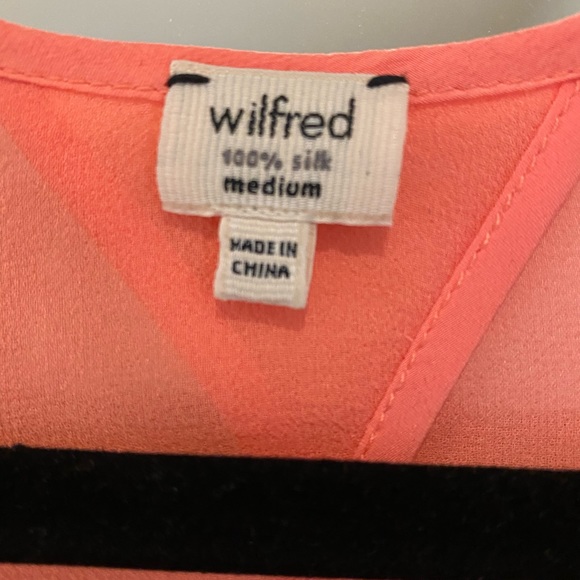 wilfred
100% silk
medium
MADE IN
CHINA